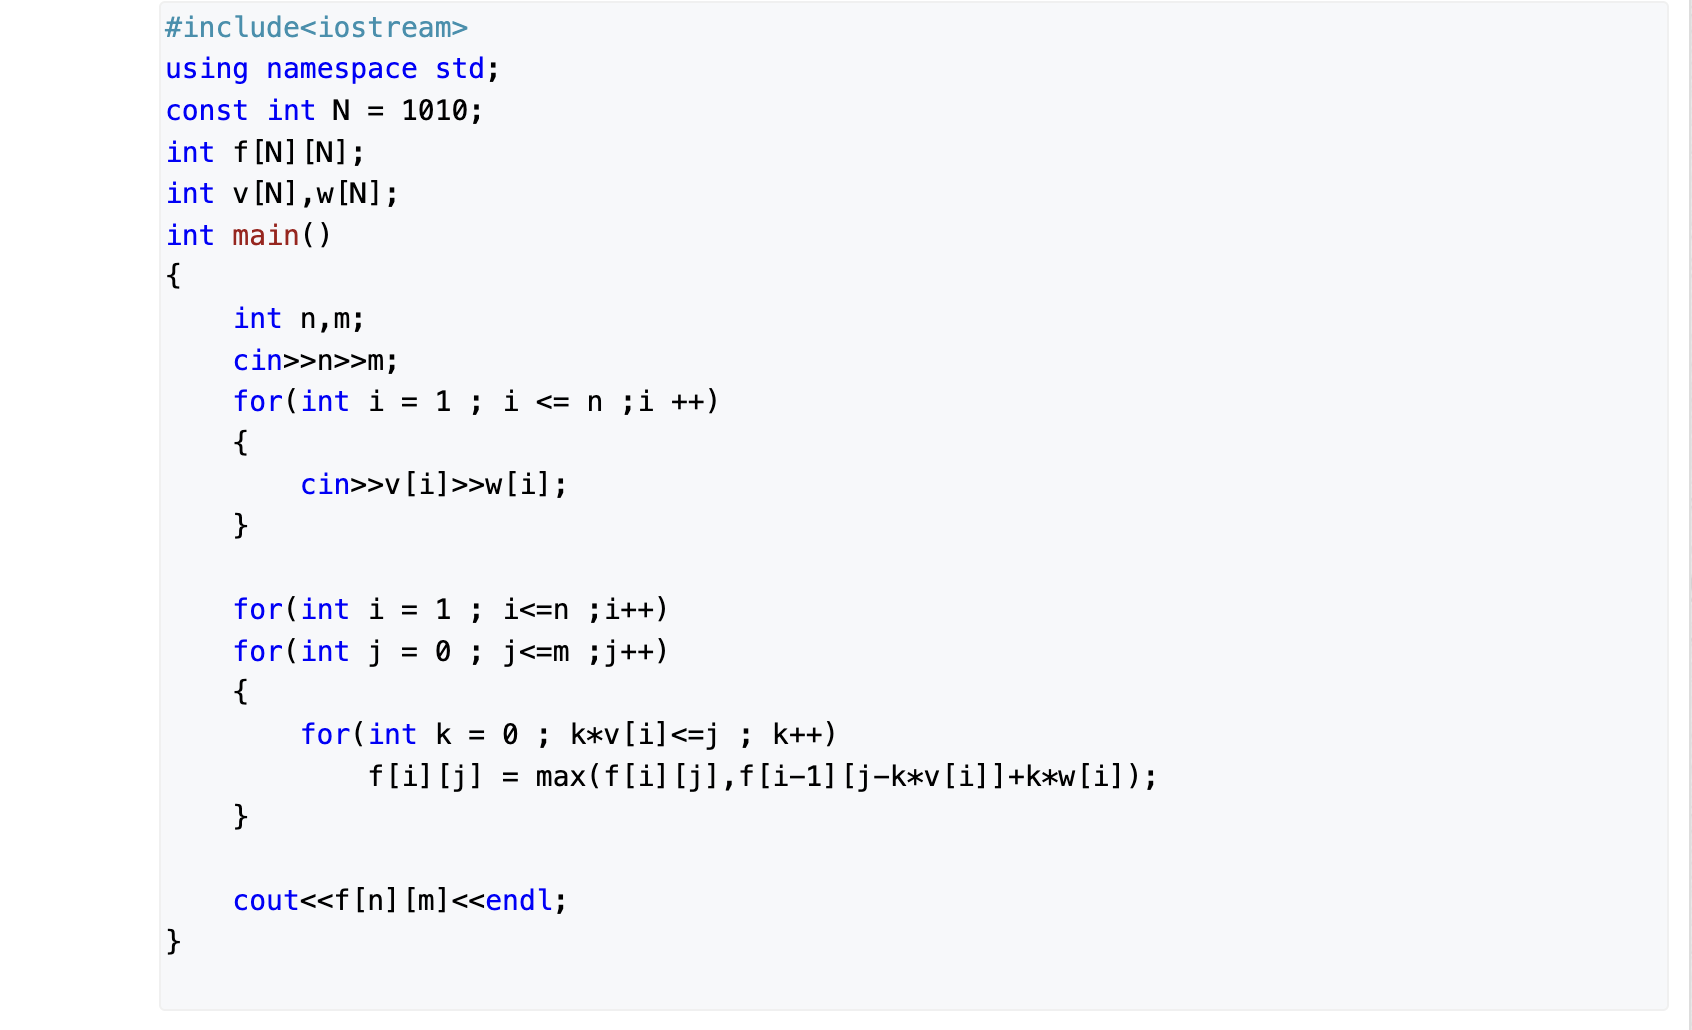 #include<iostream>
using namespace std;
const int N = 1010;
int f[N][N];
int v[N],w[N];
int main()
{
    int n,m;
    cin>>n>>m;
    for(int i = 1 ; i <= n ;i ++)
    {
        cin>>v[i]>>w[i];
    }

    for(int i = 1 ; i<=n ;i++)
    for(int j = 0 ; j<=m ;j++)
    {
        for(int k = 0 ; k*v[i]<=j ; k++)
            f[i][j] = max(f[i][j],f[i-1][j-k*v[i]]+k*w[i]);
    }

    cout<<f[n][m]<<endl;
}